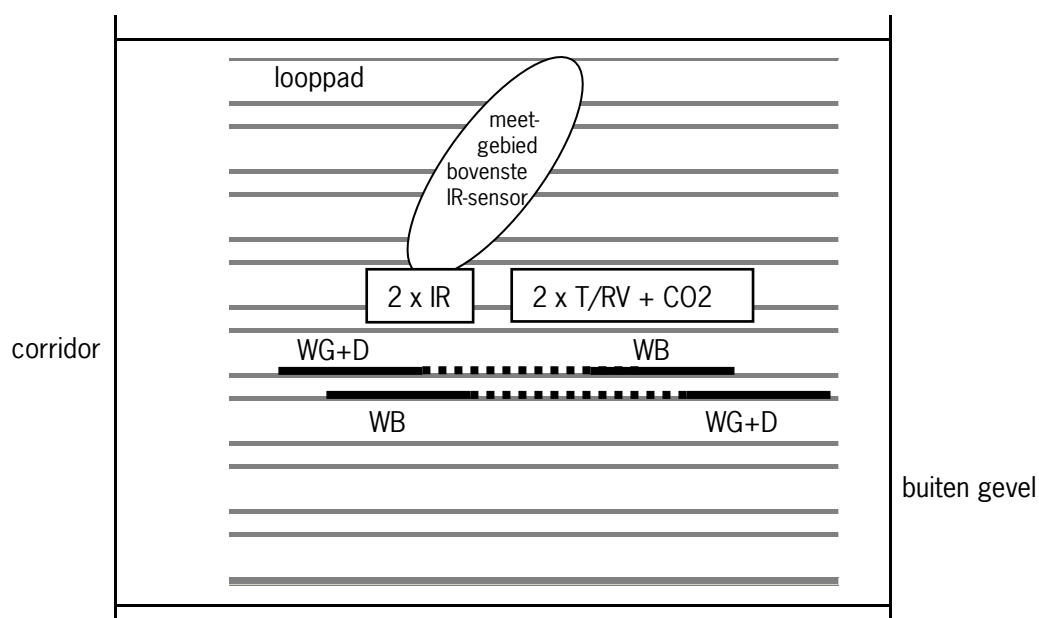 looppad
meet-
gebied
bovenste
IR-sensor
2 x IR
2 x T/RV + CO2
corridor
WG+D
WB
WB
WG+D
buiten gevel